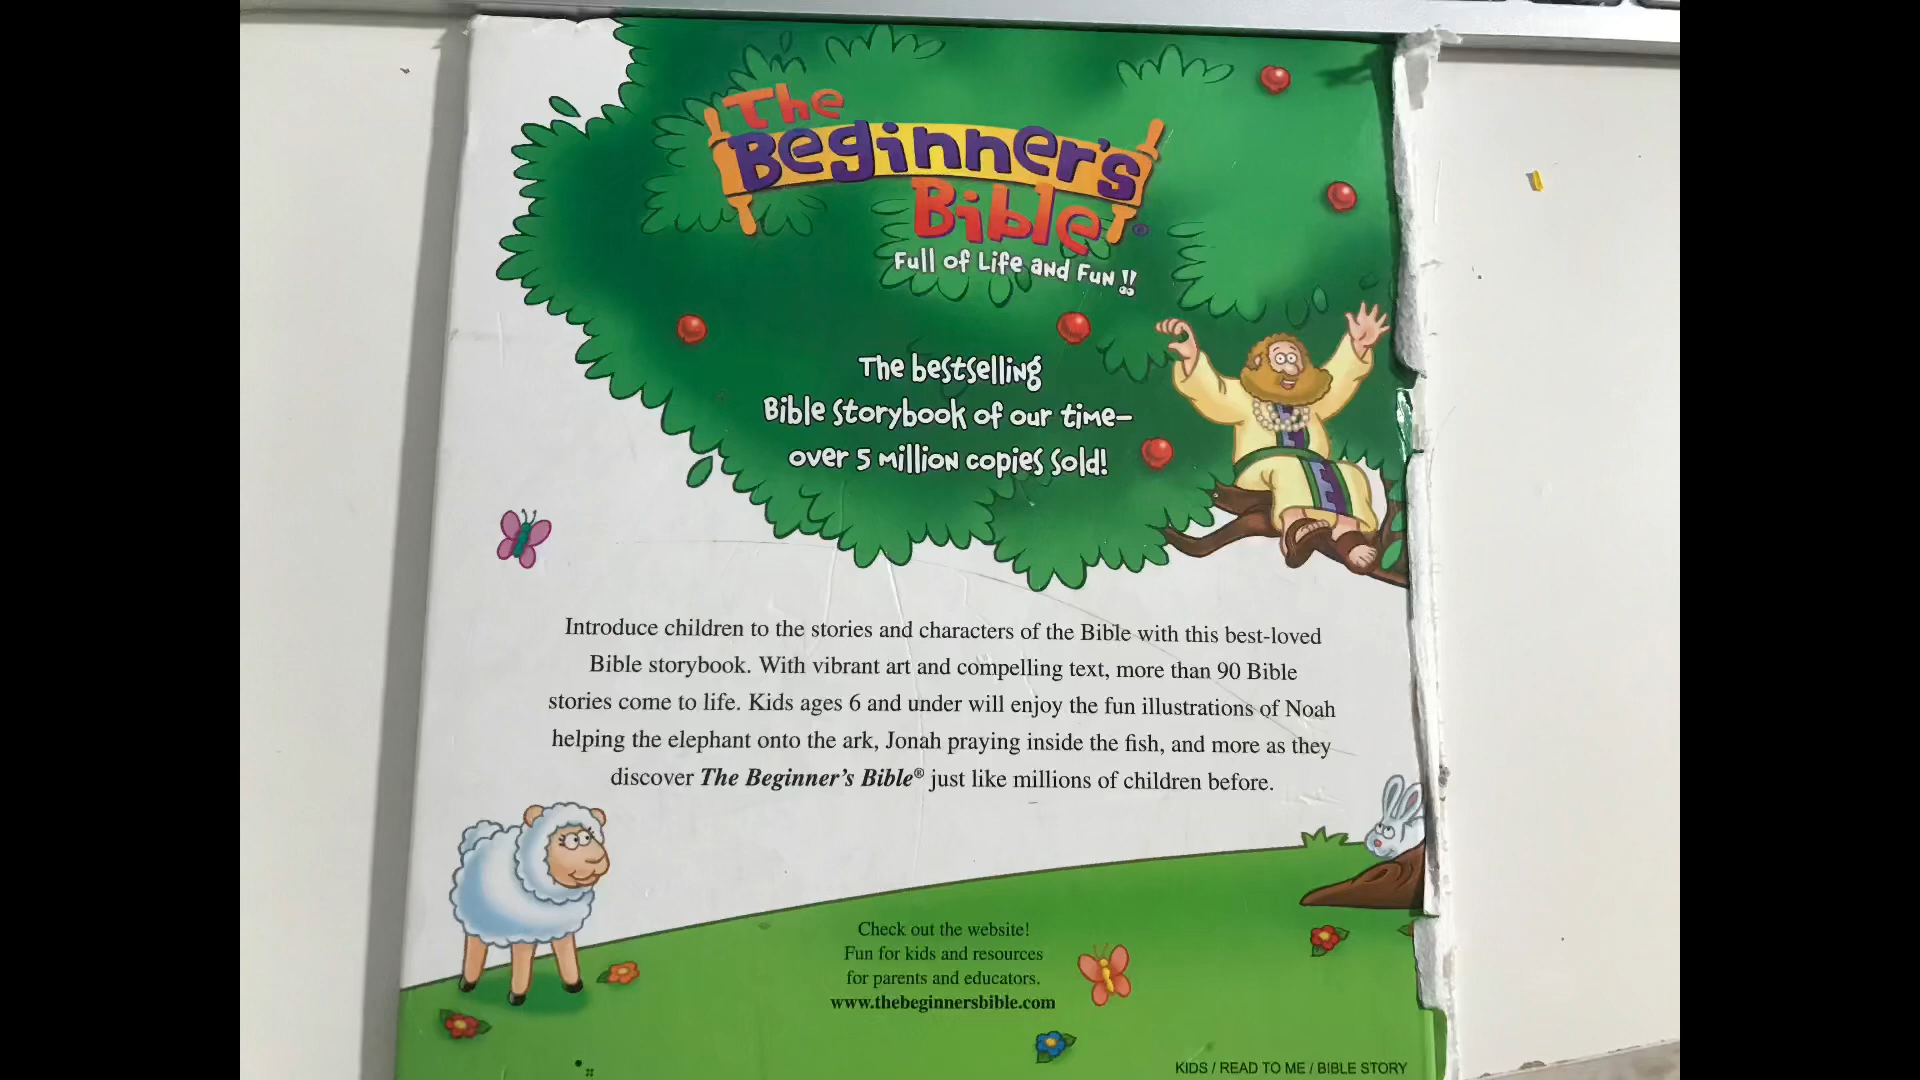 The
Beginner's
Bible®
Full of Life and Fun!!
The bestselling
Bible Storybook of our time–
over 5 million copies sold!
Introduce children to the stories and characters of the Bible with this best-loved
Bible storybook. With vibrant art and compelling text, more than 90 Bible
stories come to life. Kids ages 6 and under will enjoy the fun illustrations of Noah
helping the elephant onto the ark, Jonah praying inside the fish, and more as they
discover The Beginner's Bible® just like millions of children before.
Check out the website!
Fun for kids and resources
for parents and educators.
www.thebeginnersbible.com
KIDS / READ TO ME / BIBLE STORY